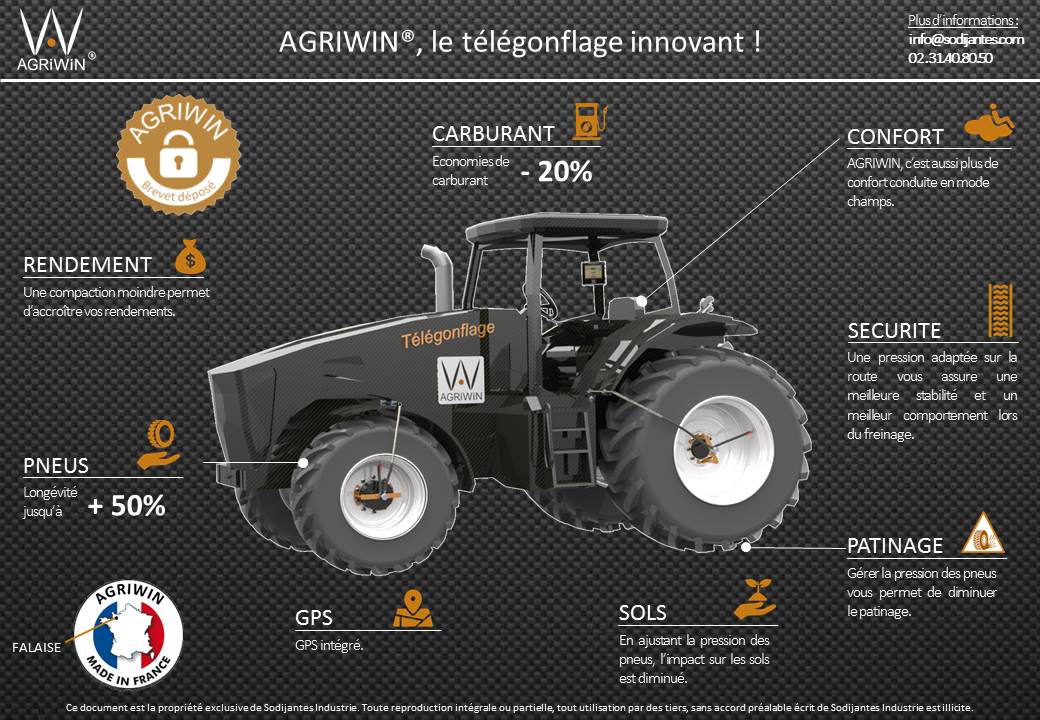 AGRIWIN®
AGRIWIN®, le télégonflage innovant !
Plus d'informations :
info@sodijantes.com
02.31.40.80.50
AGRIWIN
Brevet déposé
CARBURANT
Economies de
carburant
- 20%
CONFORT
AGRIWIN, c'est aussi plus de
confort conduite en mode
champs.
RENDEMENT
Une compaction moindre permet
d'accroître vos rendements.
Télégonflage
AGRIWIN
SECURITE
Une pression adaptée sur la
route vous assure une
meilleure stabilité et un
meilleur comportement lors
du freinage.
PNEUS
Longévité
jusqu'à
+ 50%
PATINAGE
Gérer la pression des pneus
vous permet de diminuer
le patinage.
AGRIWIN
MADE IN FRANCE
FALAISE
GPS
GPS intégré.
SOLS
En ajustant la pression des
pneus, l'impact sur les sols
est diminué.
Ce document est la propriété exclusive de Sodijantes Industrie. Toute reproduction intégrale ou partielle, tout utilisation par des tiers, sans accord préalable écrit de Sodijantes Industrie est illicite.